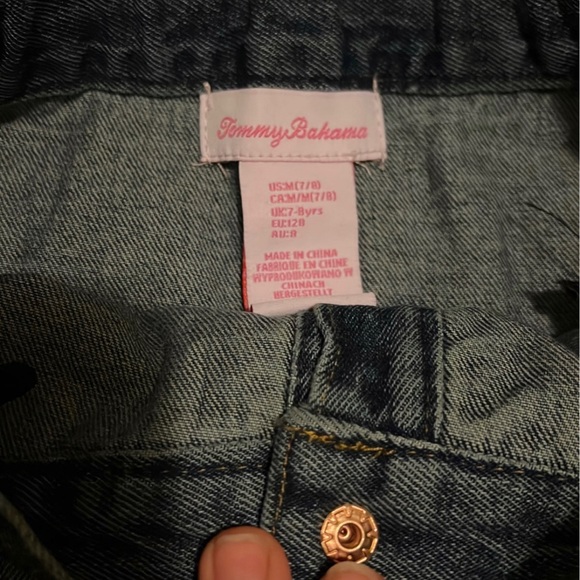 Tommy Bahama
US:M(7/8)
CA:M/M(7/8)
UK:7-8yrs
EU:128
AU:8
MADE IN CHINA
FABRIQUE EN CHINE
WYPRODUKOWANO W
CHINACH
HERGESTELLT